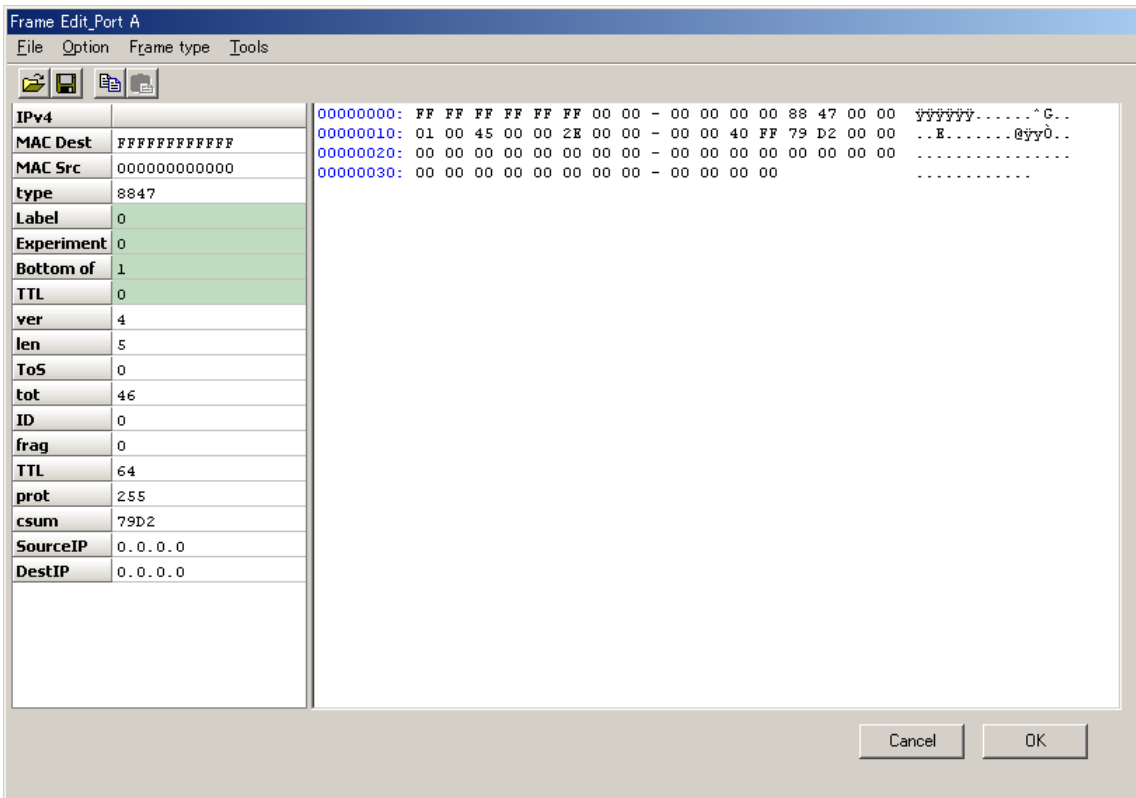 Frame Edit_Port A
File Option Frame type Tools
IPv4
MAC Dest FFFFFFFFFFFF
MAC Src 000000000000
type 8847
Label 0
Experiment 0
Bottom of 1
TTL 0
ver 4
len 5
ToS 0
tot 46
ID 0
frag 0
TTL 64
prot 255
csum 79D2
SourceIP 0.0.0.0
DestIP 0.0.0.0
00000000: FF FF FF FF FF FF 00 00 - 00 00 00 00 88 47 00 00 ÿÿÿÿÿÿ......ˆG..
00000010: 01 00 45 00 00 2E 00 00 - 00 00 40 FF 79 D2 00 00 ..E.......@ÿyÒ..
00000020: 00 00 00 00 00 00 00 00 - 00 00 00 00 00 00 00 00 ................
00000030: 00 00 00 00 00 00 00 00 - 00 00 00 00 ............
Cancel OK